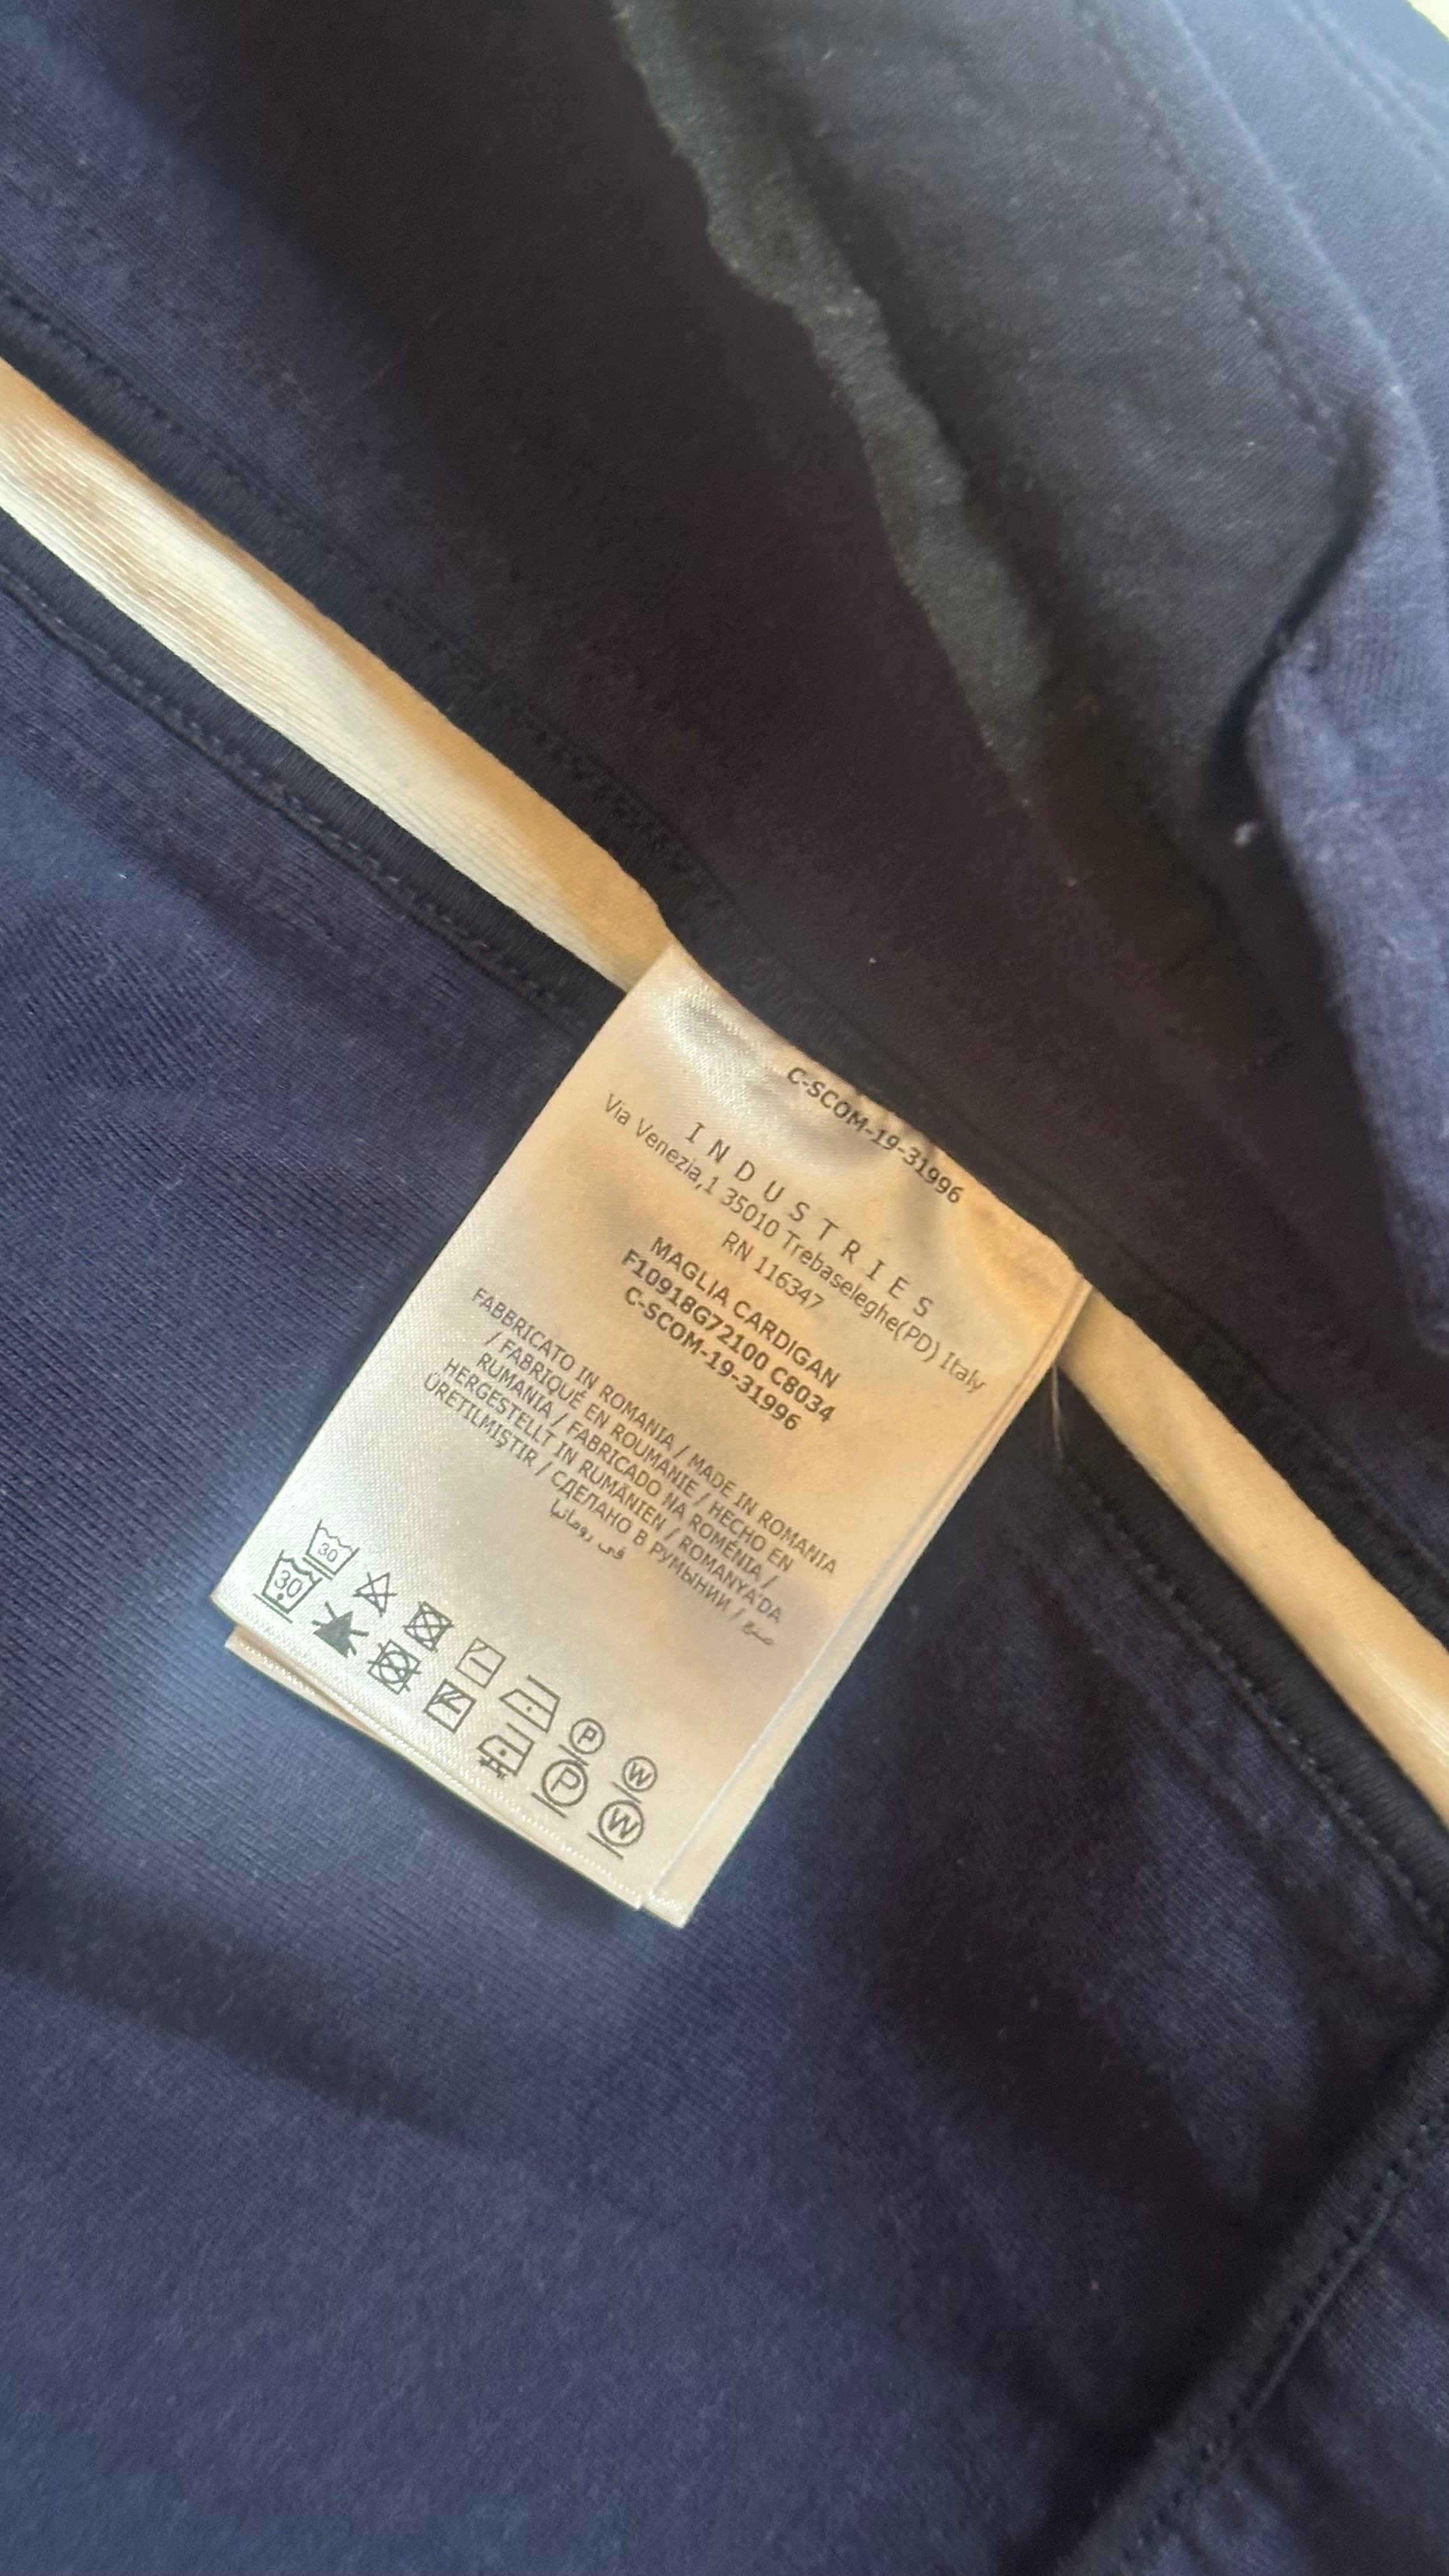 C-SCOM-19-31996
INDUSTRIES
Via Venezia,1 35010 Trebaseleghe(PD) Italy
RN 116347
MAGLIA CARDIGAN
F10918G72100 C8034
C-SCOM-19-31996
FABBRICATO IN ROMANIA / MADE IN ROMANIA
/ FABRIQUÉ EN ROUMANIE / HECHO EN
RUMANIA / FABRICADO NA ROMÉNIA /
HERGESTELLT IN RUMÄNIEN / ROMANYA'DA
ÜRETILMIŞTIR / СДЕЛАНО В РУМЫНИИ / صنع
في رومانيا
30
P
W
30
P
W